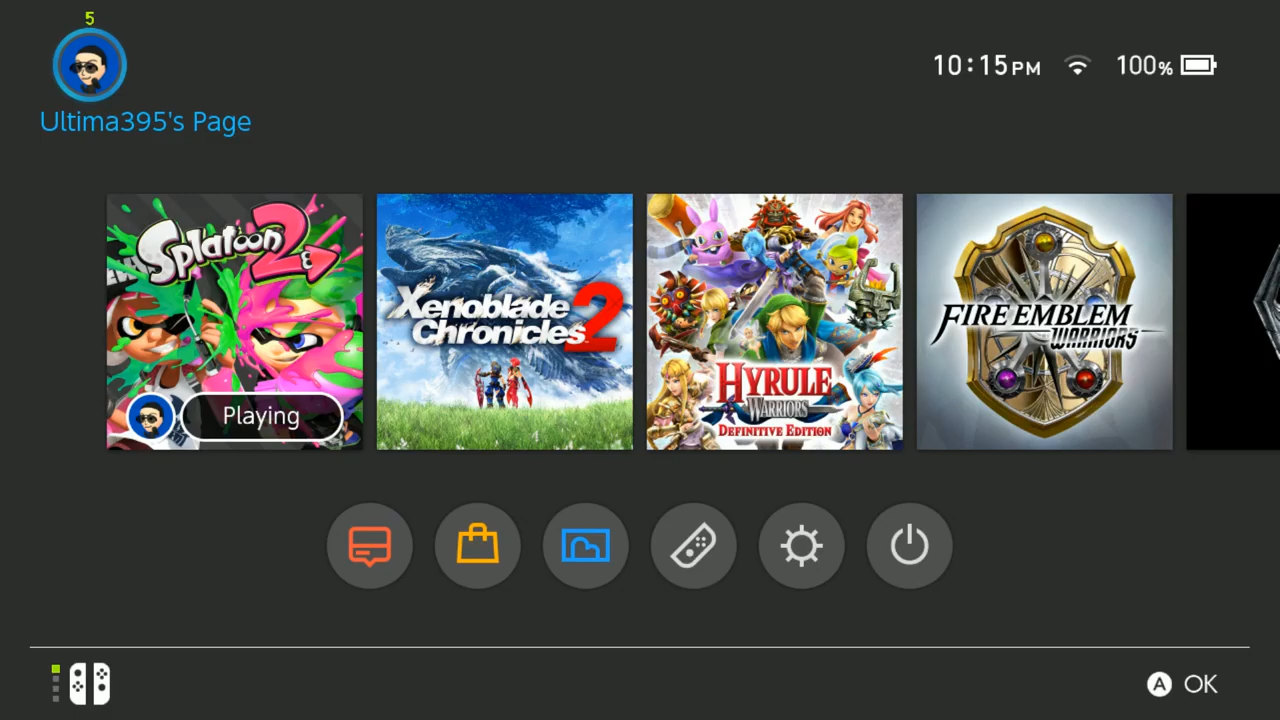 5
10:15PM 100%
Ultima395's Page
Splatoon 2
Xenoblade
Chronicles 2
HYRULE
WARRIORS
DEFINITIVE EDITION
FIRE EMBLEM
WARRIORS
Playing
A OK